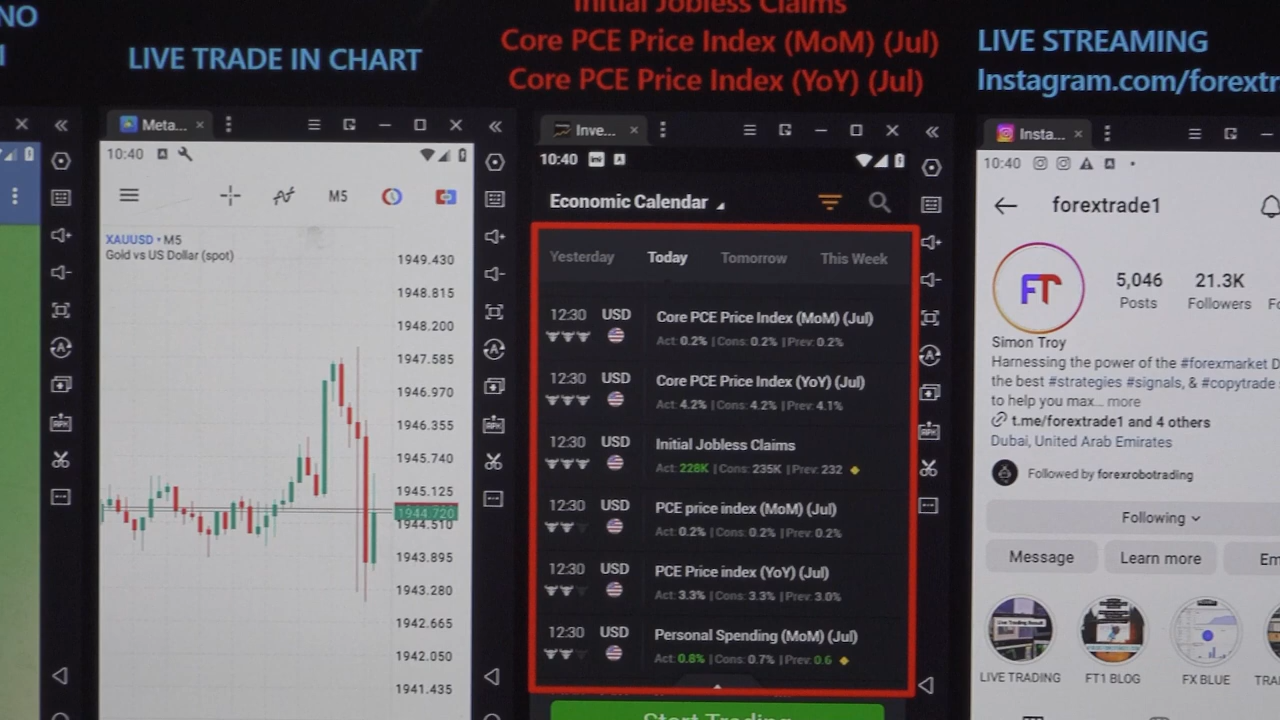 NO
1
LIVE TRADE IN CHART
Initial Jobless Claims
Core PCE Price Index (MoM) (Jul)
Core PCE Price Index (YoY) (Jul)
LIVE STREAMING
Instagram.com/forextr
Meta...
10:40
M5
XAUUSD • M5
Gold vs US Dollar (spot)
1949.430
1948.815
1948.200
1947.585
1946.970
1946.355
1945.740
1945.125
1944.720
1944.510
1943.895
1943.280
1942.665
1942.050
1941.435
Inve...
10:40
Economic Calendar
Yesterday Today Tomorrow This Week
12:30 USD Core PCE Price Index (MoM) (Jul)
Act: 0.2% | Cons: 0.2% | Prev: 0.2%
12:30 USD Core PCE Price Index (YoY) (Jul)
Act: 4.2% | Cons: 4.2% | Prev: 4.1%
12:30 USD Initial Jobless Claims
Act: 228K | Cons: 235K | Prev: 232
12:30 USD PCE price index (MoM) (Jul)
Act: 0.2% | Cons: 0.2% | Prev: 0.2%
12:30 USD PCE Price index (YoY) (Jul)
Act: 3.3% | Cons: 3.3% | Prev: 3.0%
12:30 USD Personal Spending (MoM) (Jul)
Act: 0.8% | Cons: 0.7% | Prev: 0.6
Start Trading
Insta...
10:40
forextrade1
FT
5,046 21.3K
Posts Followers F
Simon Troy
Harnessing the power of the #forexmarket D
the best #strategies #signals, & #copytrade
to help you max... more
t.me/forextrade1 and 4 others
Dubai, United Arab Emirates
Followed by forexrobotrading
Following
Message Learn more Em
LIVE TRADING FT1 BLOG FX BLUE TRA